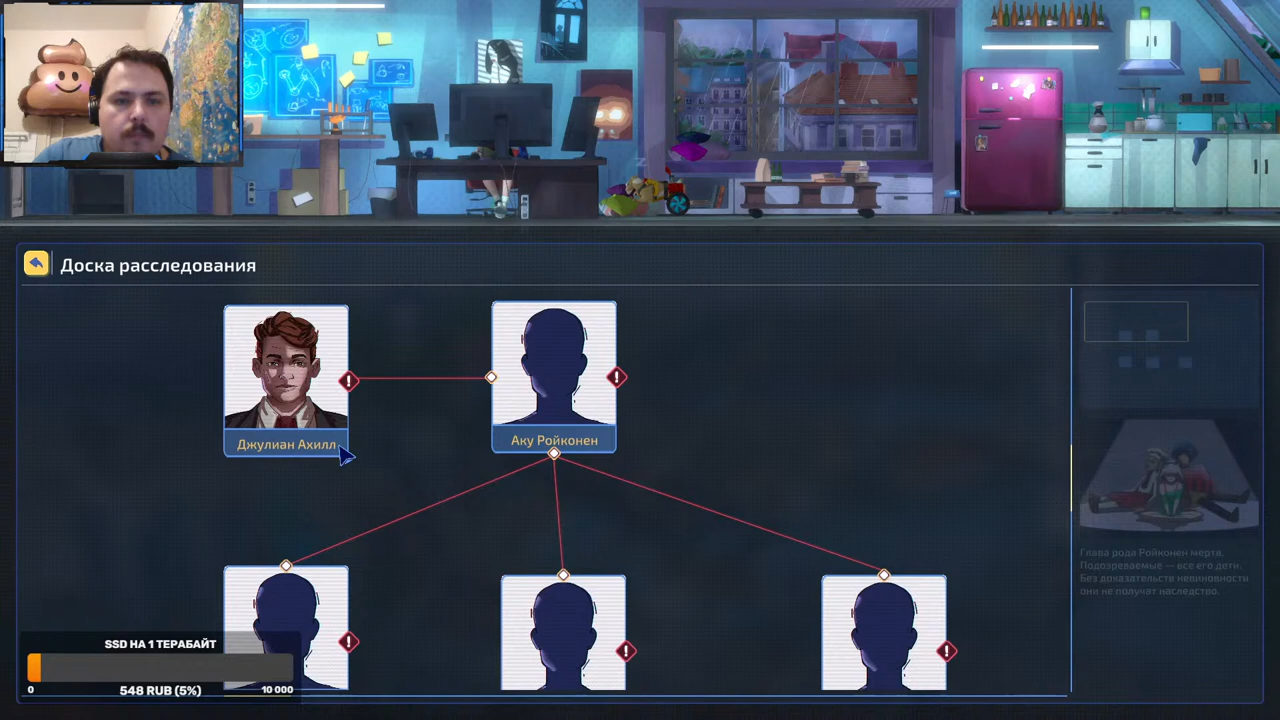 Доска расследования
Джулиан Ахилл
Аку Ройконен
Глава рода Ройконен мертва.
Подозреваемые — все его дети.
Без доказательств невиновности
они не получат наследство.
SSD НА 1 ТЕРАБАЙТ
0
548 RUB (5%)
10 000